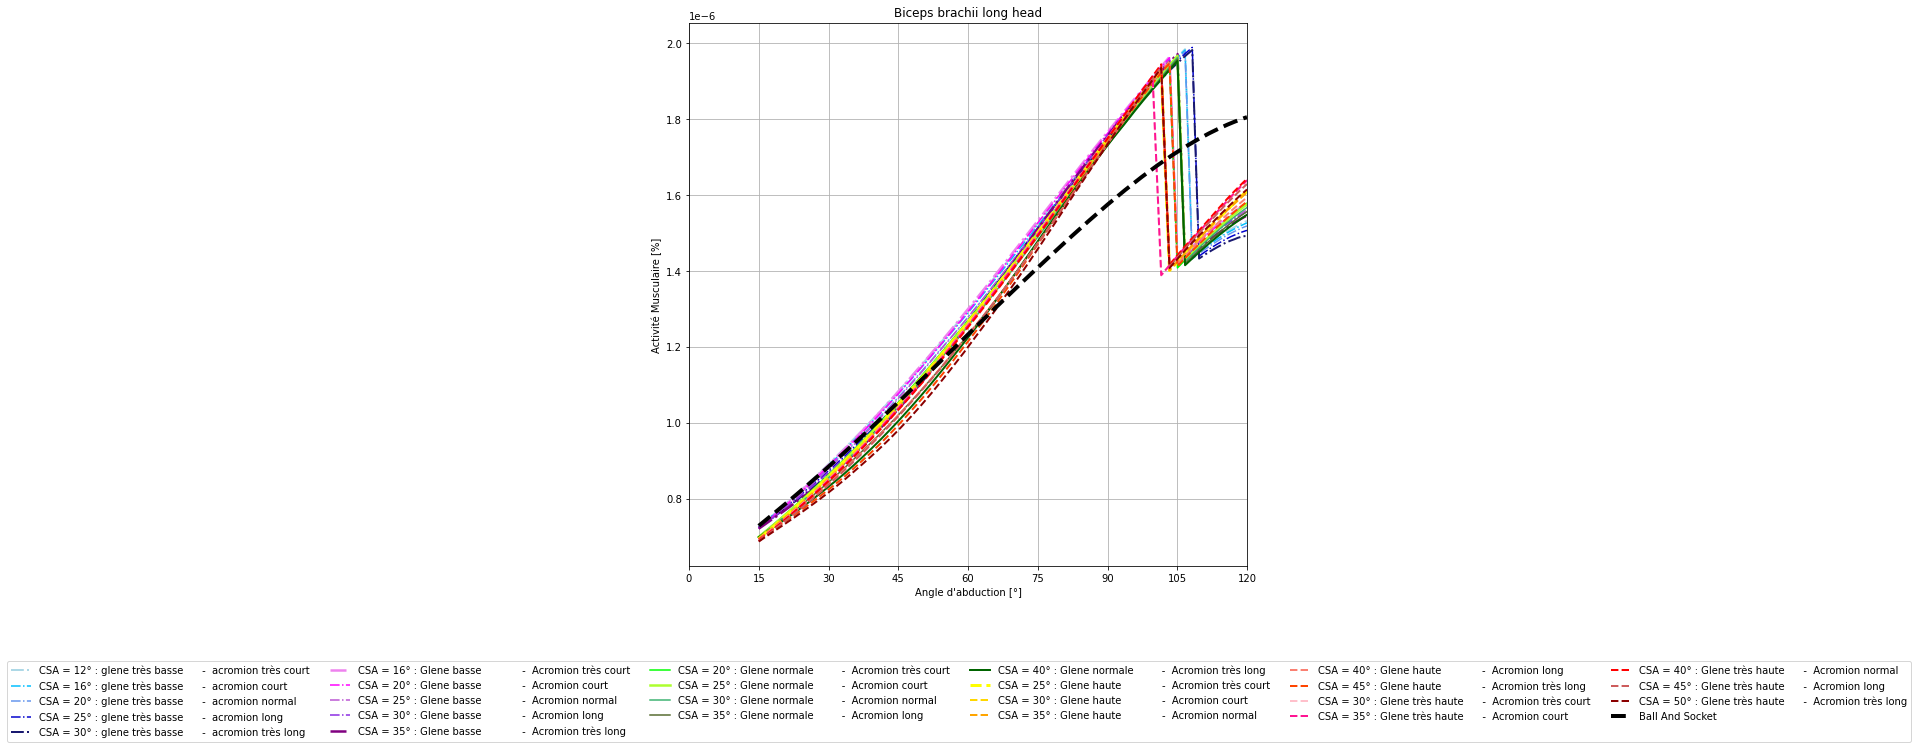 Biceps brachii long head
1e−6
2.0
1.8
1.6
1.4
1.2
1.0
0.8
Activité Musculaire [%]
0 15 30 45 60 75 90 105 120
Angle d'abduction [°]
CSA = 12° : glene très basse - acromion très court
CSA = 16° : glene très basse - acromion court
CSA = 20° : glene très basse - acromion normal
CSA = 25° : glene très basse - acromion long
CSA = 30° : glene très basse - acromion très long
CSA = 16° : Glene basse - Acromion très court
CSA = 20° : Glene basse - Acromion court
CSA = 25° : Glene basse - Acromion normal
CSA = 30° : Glene basse - Acromion long
CSA = 35° : Glene basse - Acromion très long
CSA = 20° : Glene normale - Acromion très court
CSA = 25° : Glene normale - Acromion court
CSA = 30° : Glene normale - Acromion normal
CSA = 35° : Glene normale - Acromion long
CSA = 40° : Glene normale - Acromion très long
CSA = 25° : Glene haute - Acromion très court
CSA = 30° : Glene haute - Acromion court
CSA = 35° : Glene haute - Acromion normal
CSA = 40° : Glene haute - Acromion long
CSA = 45° : Glene haute - Acromion très long
CSA = 30° : Glene très haute - Acromion très court
CSA = 35° : Glene très haute - Acromion court
CSA = 40° : Glene très haute - Acromion normal
CSA = 45° : Glene très haute - Acromion long
CSA = 50° : Glene très haute - Acromion très long
Ball And Socket